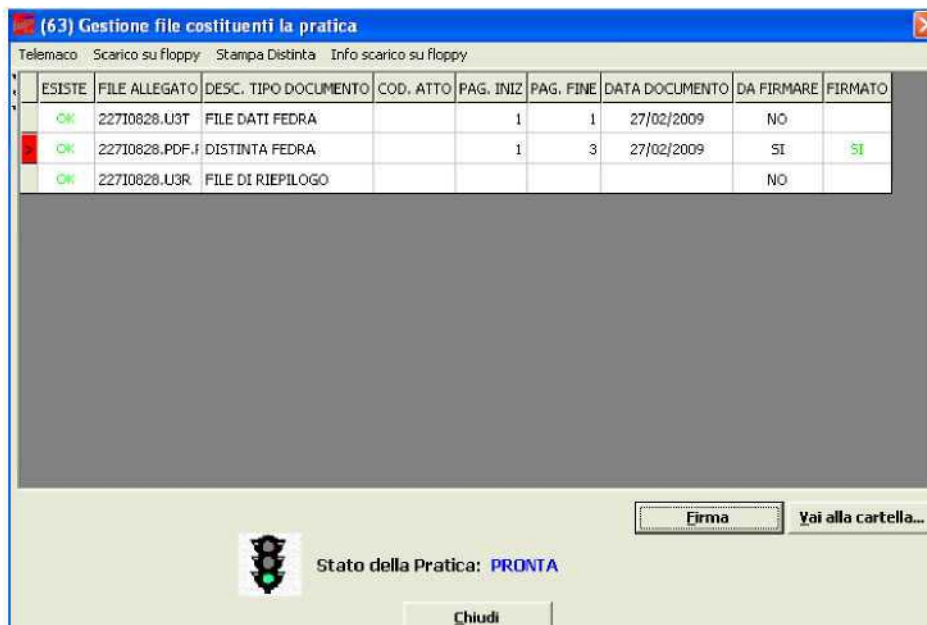 (63) Gestione file costituenti la pratica
Telemaco Scarico su floppy Stampa Distinta Info scarico su floppy
ESISTE FILE ALLEGATO DESC. TIPO DOCUMENTO COD. ATTO PAG. INIZ PAG. FINE DATA DOCUMENTO DA FIRMARE FIRMATO
OK 227I0828.U3T FILE DATI FEDRA 1 1 27/02/2009 NO
OK 227I0828.PDF. DISTINTA FEDRA 1 3 27/02/2009 SI SI
OK 227I0828.U3R FILE DI RIEPILOGO NO
Firma Vai alla cartella...
Stato della Pratica: PRONTA
Chiudi